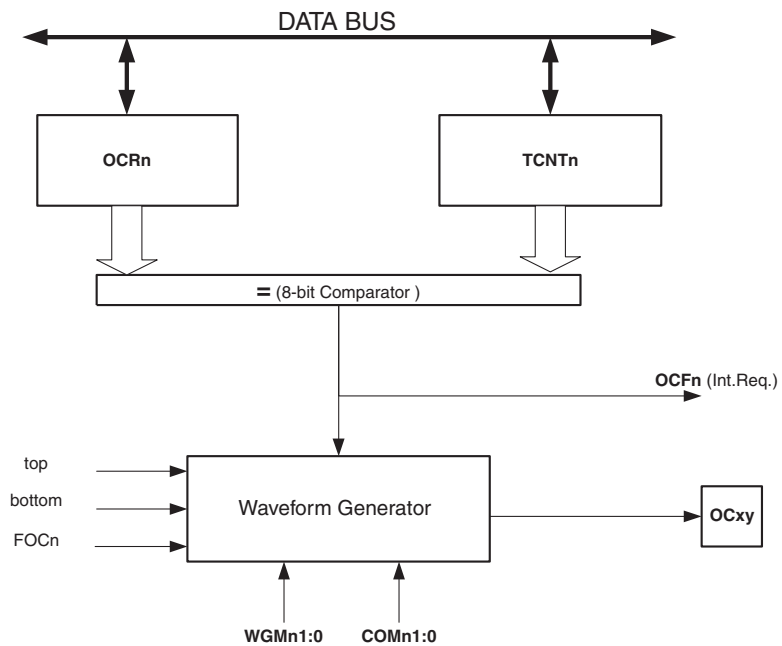 DATA BUS
OCRn
TCNTn
= (8-bit Comparator )
OCFn (Int.Req.)
top
bottom
FOCn
Waveform Generator
OCxy
WGMn1:0
COMn1:0